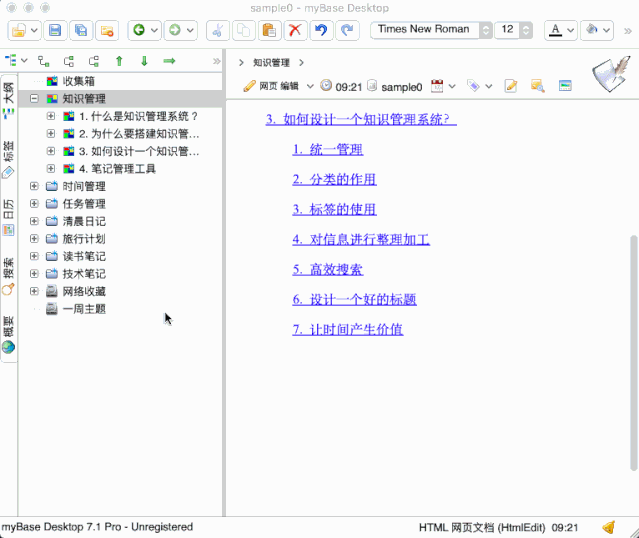 sample0 - myBase Desktop
Times New Roman
12
A
大纲
标签
日历
搜索
概要
收集箱
知识管理
1. 什么是知识管理系统？
2. 为什么要搭建知识管...
3. 如何设计一个知识管...
4. 笔记管理工具
时间管理
任务管理
清晨日记
旅行计划
读书笔记
技术笔记
网络收藏
一周主题
知识管理
网页 编辑
09:21
sample0
3. 如何设计一个知识管理系统？
1. 统一管理
2. 分类的作用
3. 标签的使用
4. 对信息进行整理加工
5. 高效搜索
6. 设计一个好的标题
7. 让时间产生价值
myBase Desktop 7.1 Pro - Unregistered
HTML 网页文档 (HtmlEdit) 09:21